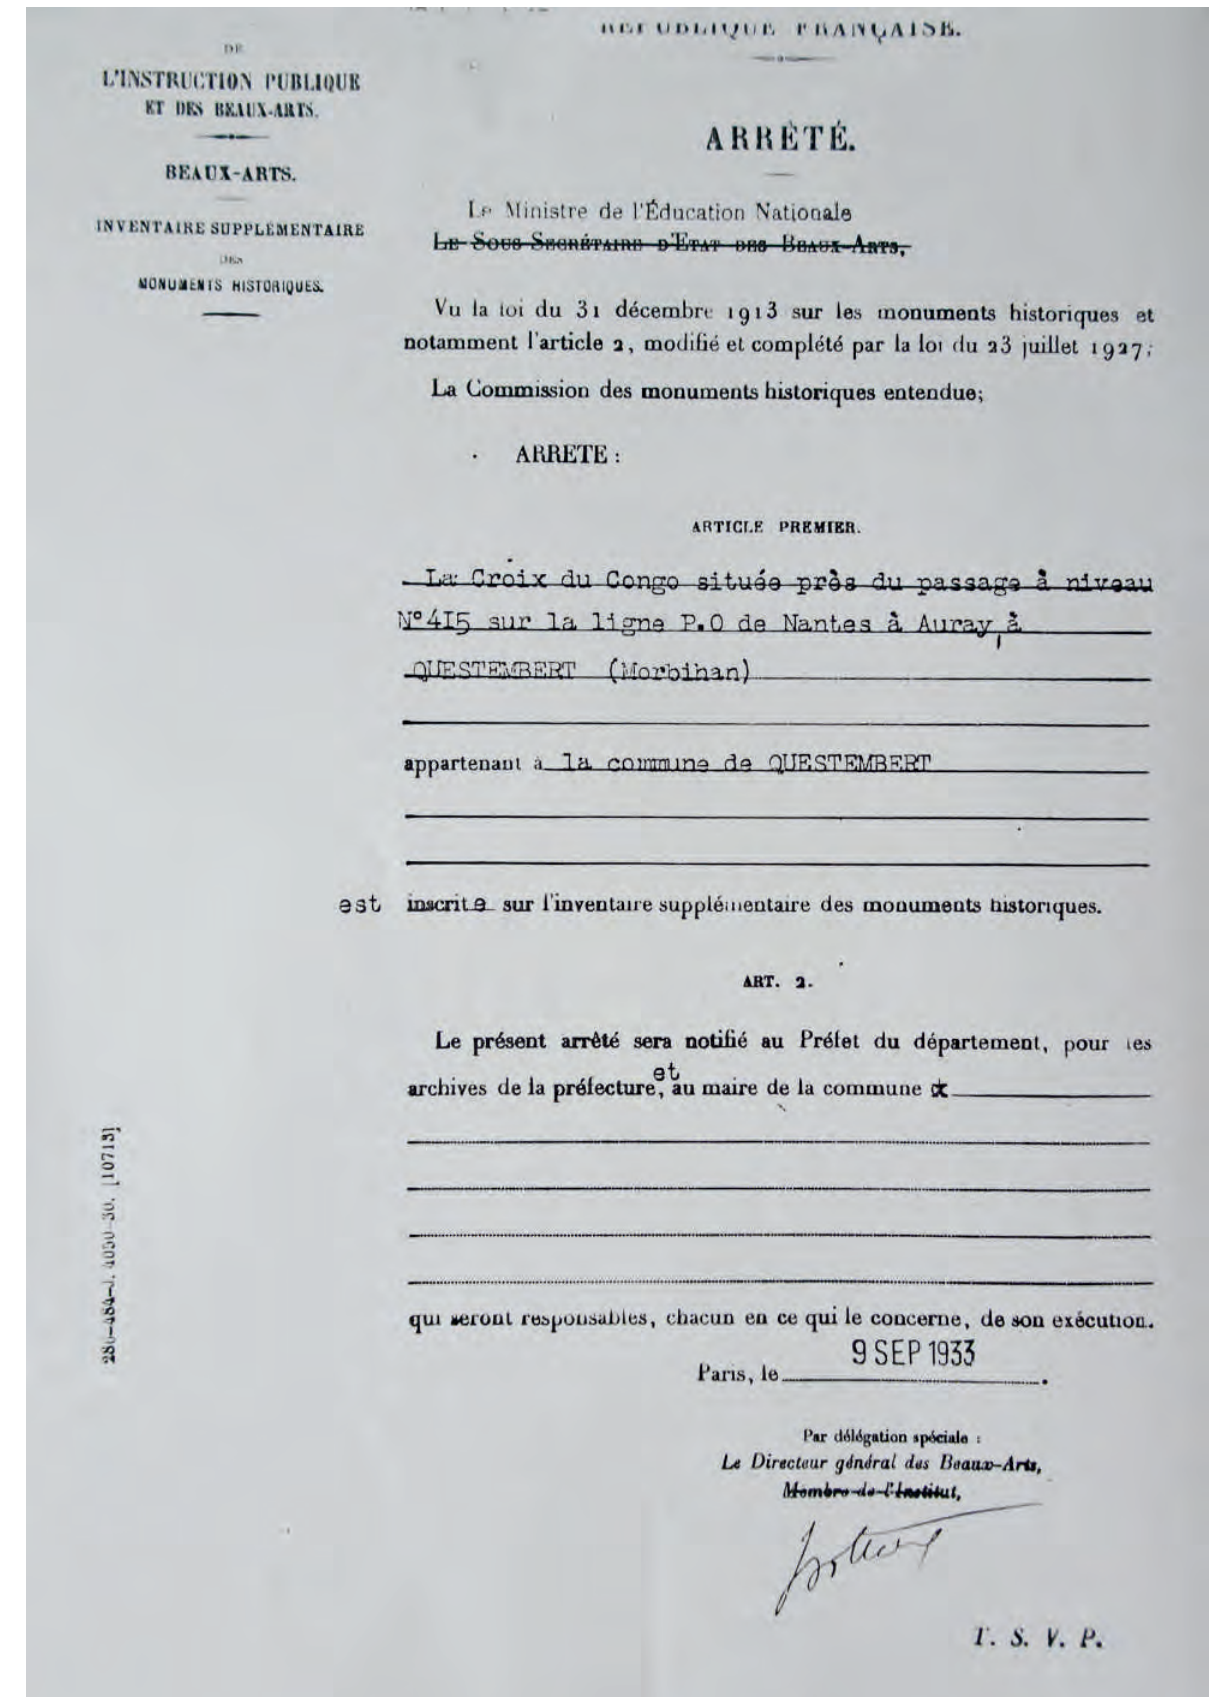 DE
L'INSTRUCTION PUBLIQUE
ET DES BEAUX-ARTS.
BEAUX-ARTS.
INVENTAIRE SUPPLÉMENTAIRE
DES
MONUMENTS HISTORIQUES.
RÉPUBLIQUE FRANÇAISE.
ARRÊTÉ.
Le Ministre de l'Éducation Nationale
LE SOUS SECRÉTAIRE D'ÉTAT DES BEAUX-ARTS,
Vu la loi du 31 décembre 1913 sur les monuments historiques et
notamment l'article 2, modifié et complété par la loi du 23 juillet 1927;
La Commission des monuments historiques entendue;
ARRETE :
ARTICLE PREMIER.
La Croix du Congo située près du passage à niveau
N°4I5 sur la ligne P.O de Nantes à Auray, à
QUESTEMBERT (Morbihan)
appartenant à la commune de QUESTEMBERT
est inscrite sur l'inventaire supplémentaire des monuments historiques.
ART. 2.
Le présent arrêté sera notifié au Préfet du département, pour les
archives de la préfecture, et au maire de la commune
qui seront responsables, chacun en ce qui le concerne, de son exécution.
Paris, le 9 SEP 1933.
Par délégation spéciale :
Le Directeur général des Beaux-Arts,
Membre de l'Institut,
T. S. V. P.
280-484-J. 4050-30. [10713]